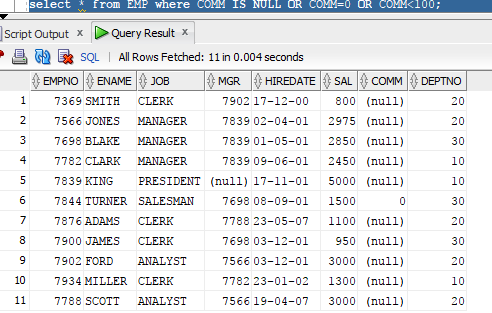 select * from EMP where COMM IS NULL OR COMM=0 OR COMM<100;
Script Output x Query Result x
SQL | All Rows Fetched: 11 in 0.004 seconds
EMPNO ENAME JOB MGR HIREDATE SAL COMM DEPTNO
1 7369 SMITH CLERK 7902 17-12-00 800 (null) 20
2 7566 JONES MANAGER 7839 02-04-01 2975 (null) 20
3 7698 BLAKE MANAGER 7839 01-05-01 2850 (null) 30
4 7782 CLARK MANAGER 7839 09-06-01 2450 (null) 10
5 7839 KING PRESIDENT (null) 17-11-01 5000 (null) 10
6 7844 TURNER SALESMAN 7698 08-09-01 1500 0 30
7 7876 ADAMS CLERK 7788 23-05-07 1100 (null) 20
8 7900 JAMES CLERK 7698 03-12-01 950 (null) 30
9 7902 FORD ANALYST 7566 03-12-01 3000 (null) 20
10 7934 MILLER CLERK 7782 23-01-02 1300 (null) 10
11 7788 SCOTT ANALYST 7566 19-04-07 3000 (null) 20